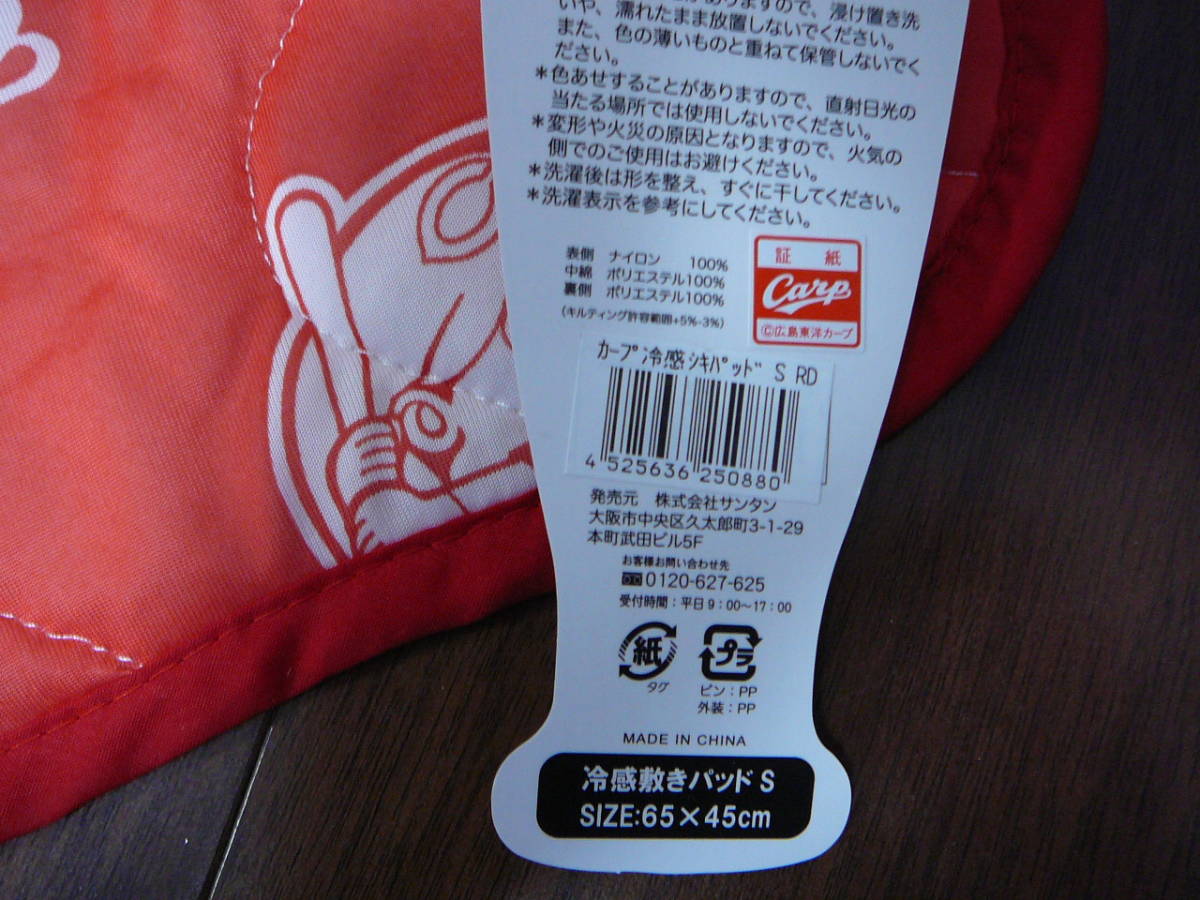 がありますので、浸け置き洗
いや、濡れたまま放置しないでください。
また、色の薄いものと重ねて保管しないでく
ださい。
*色あせすることがありますので、直射日光の
当たる場所では使用しないでください。
*変形や火災の原因となりますので、火気の
側でのご使用はお避けください。
*洗濯後は形を整え、すぐに干してください。
*洗濯表示を参考にしてください。
表側 ナイロン 100%
中綿 ポリエステル100%
裏側 ポリエステル100%
(キルティング許容範囲+5%-3%)
証紙
Carp
©広島東洋カープ
カープ冷感シキパッド S RD
4 525636 250880
発売元 株式会社サンタン
大阪市中央区久太郎町3-1-29
本町武田ビル5F
お客様お問い合わせ先
0120-627-625
受付時間:平日9:00~17:00
紙
タグ
プラ
ピン:PP
外装:PP
MADE IN CHINA
冷感敷きパッド S
SIZE:65×45cm